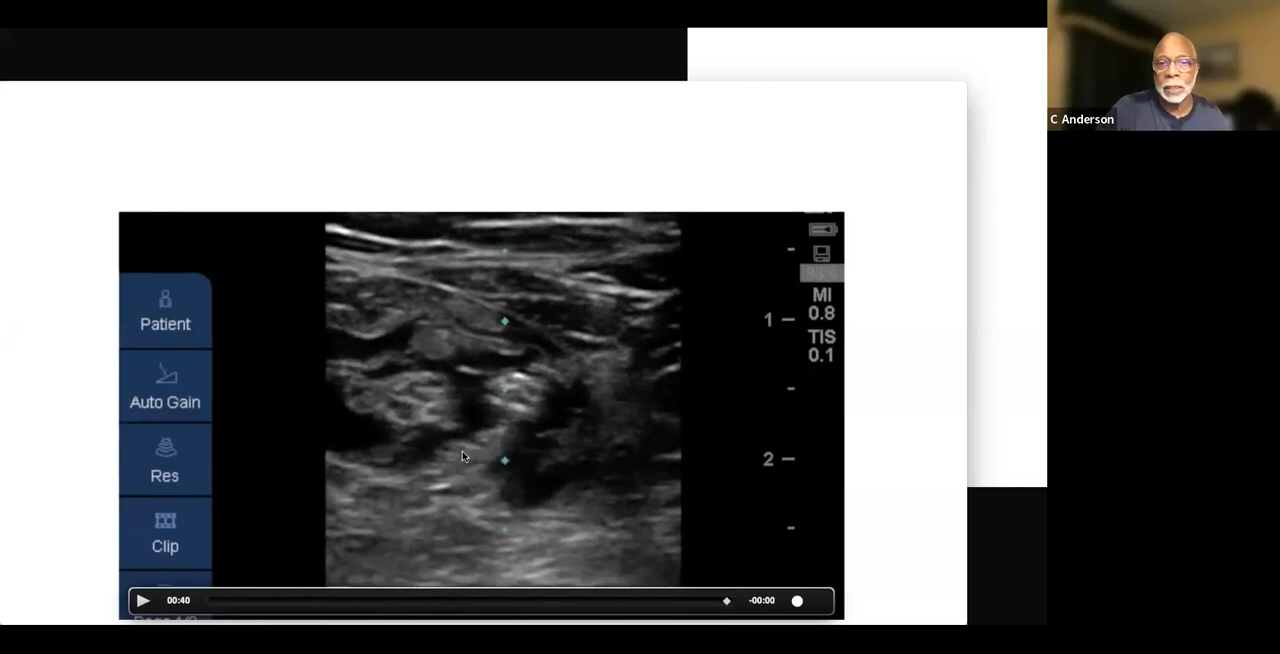 C Anderson
Patient
Auto Gain
Res
Clip
MI
0.8
TIS
0.1
1
2
00:40
-00:00